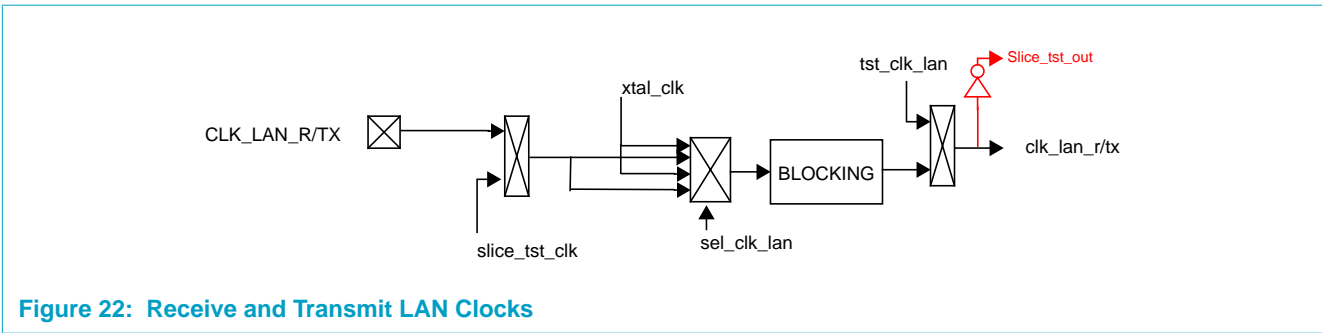 Slice_tst_out
tst_clk_lan
xtal_clk
CLK_LAN_R/TX
clk_lan_r/tx
BLOCKING
sel_clk_lan
slice_tst_clk
Figure 22: Receive and Transmit LAN Clocks